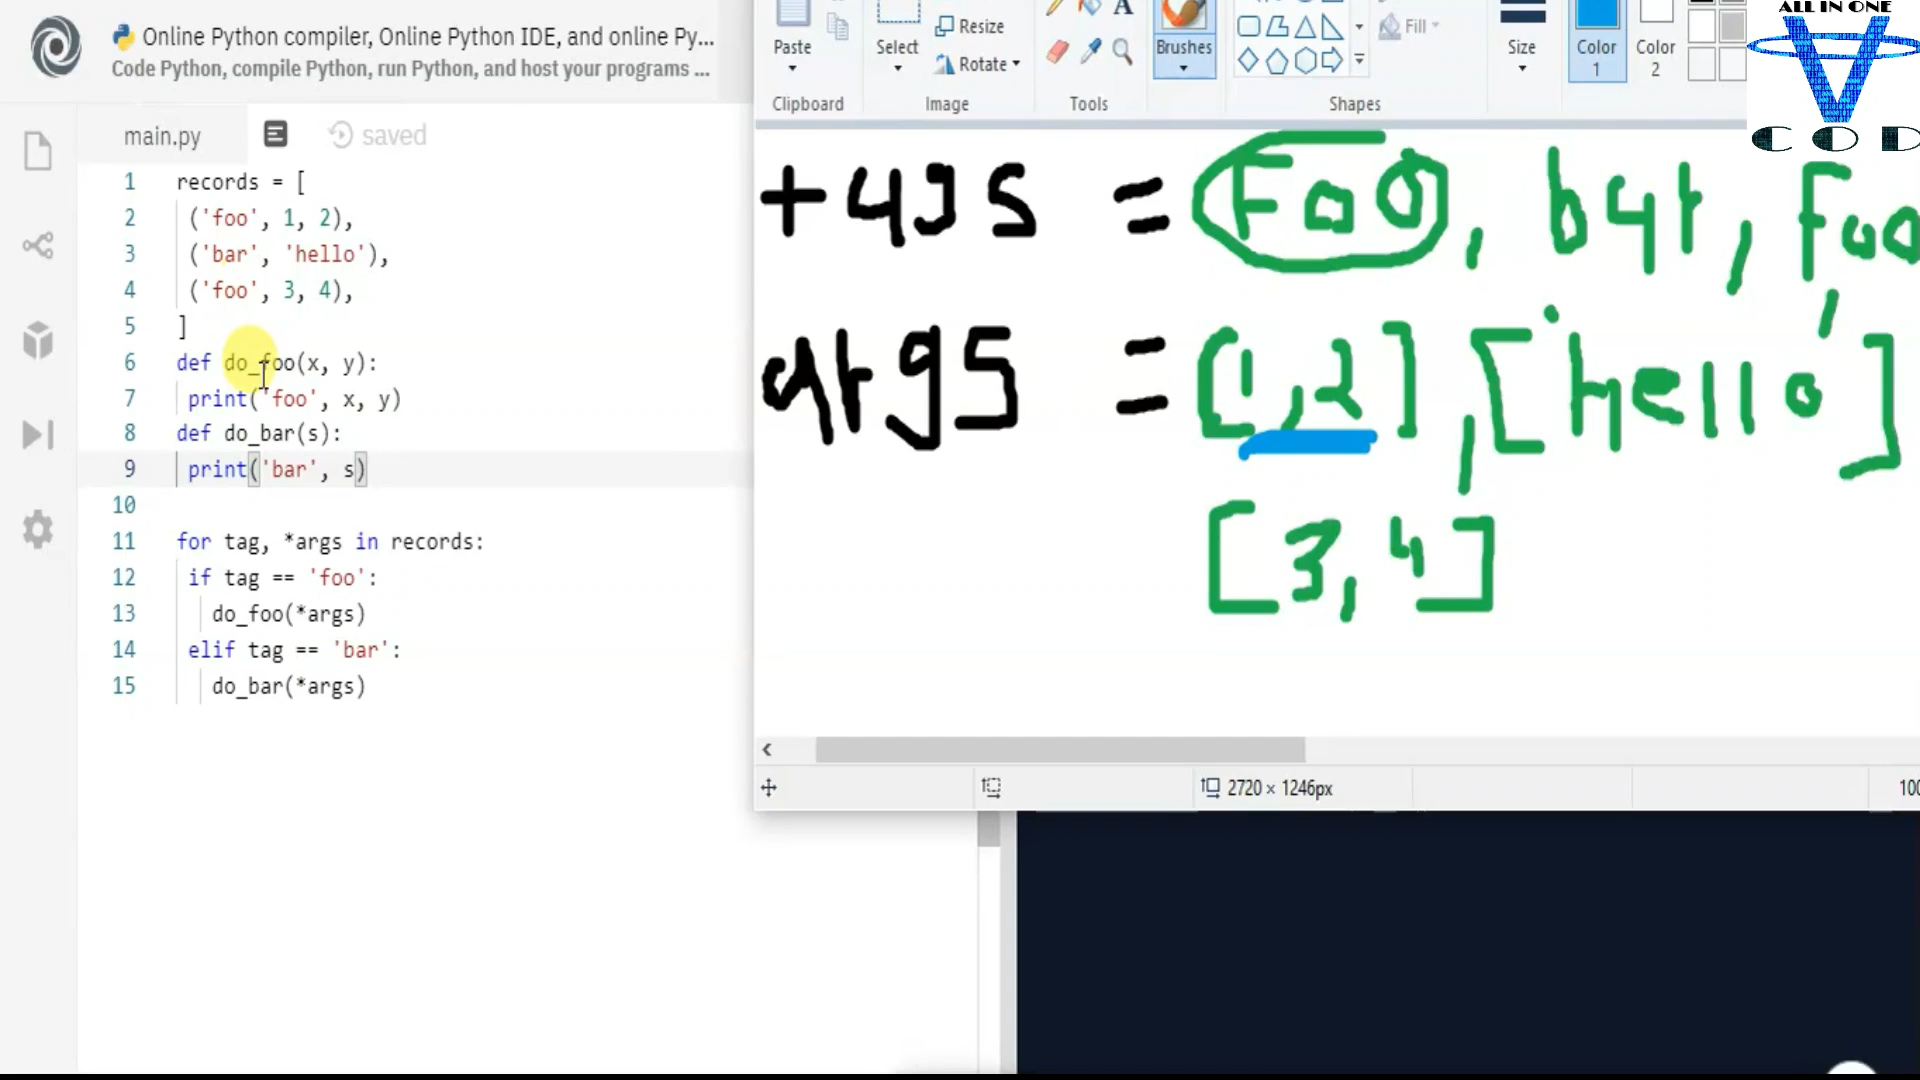 Online Python compiler, Online Python IDE, and online Py...
Code Python, compile Python, run Python, and host your programs ...
main.py
saved
1 records = [
2 ('foo', 1, 2),
3 ('bar', 'hello'),
4 ('foo', 3, 4),
5 ]
6 def do_foo(x, y):
7 print('foo', x, y)
8 def do_bar(s):
9 print('bar', s)
10
11 for tag, *args in records:
12 if tag == 'foo':
13 do_foo(*args)
14 elif tag == 'bar':
15 do_bar(*args)
Paste
Clipboard
Select
Resize
Rotate
Image
A
Tools
Brushes
Fill
Shapes
Size
Color 1
Color 2
ALL IN ONE
V
COD
tags = foo, bar, foo,
args = [1,2], ['hello']
[3,4]
2720 × 1246px
100